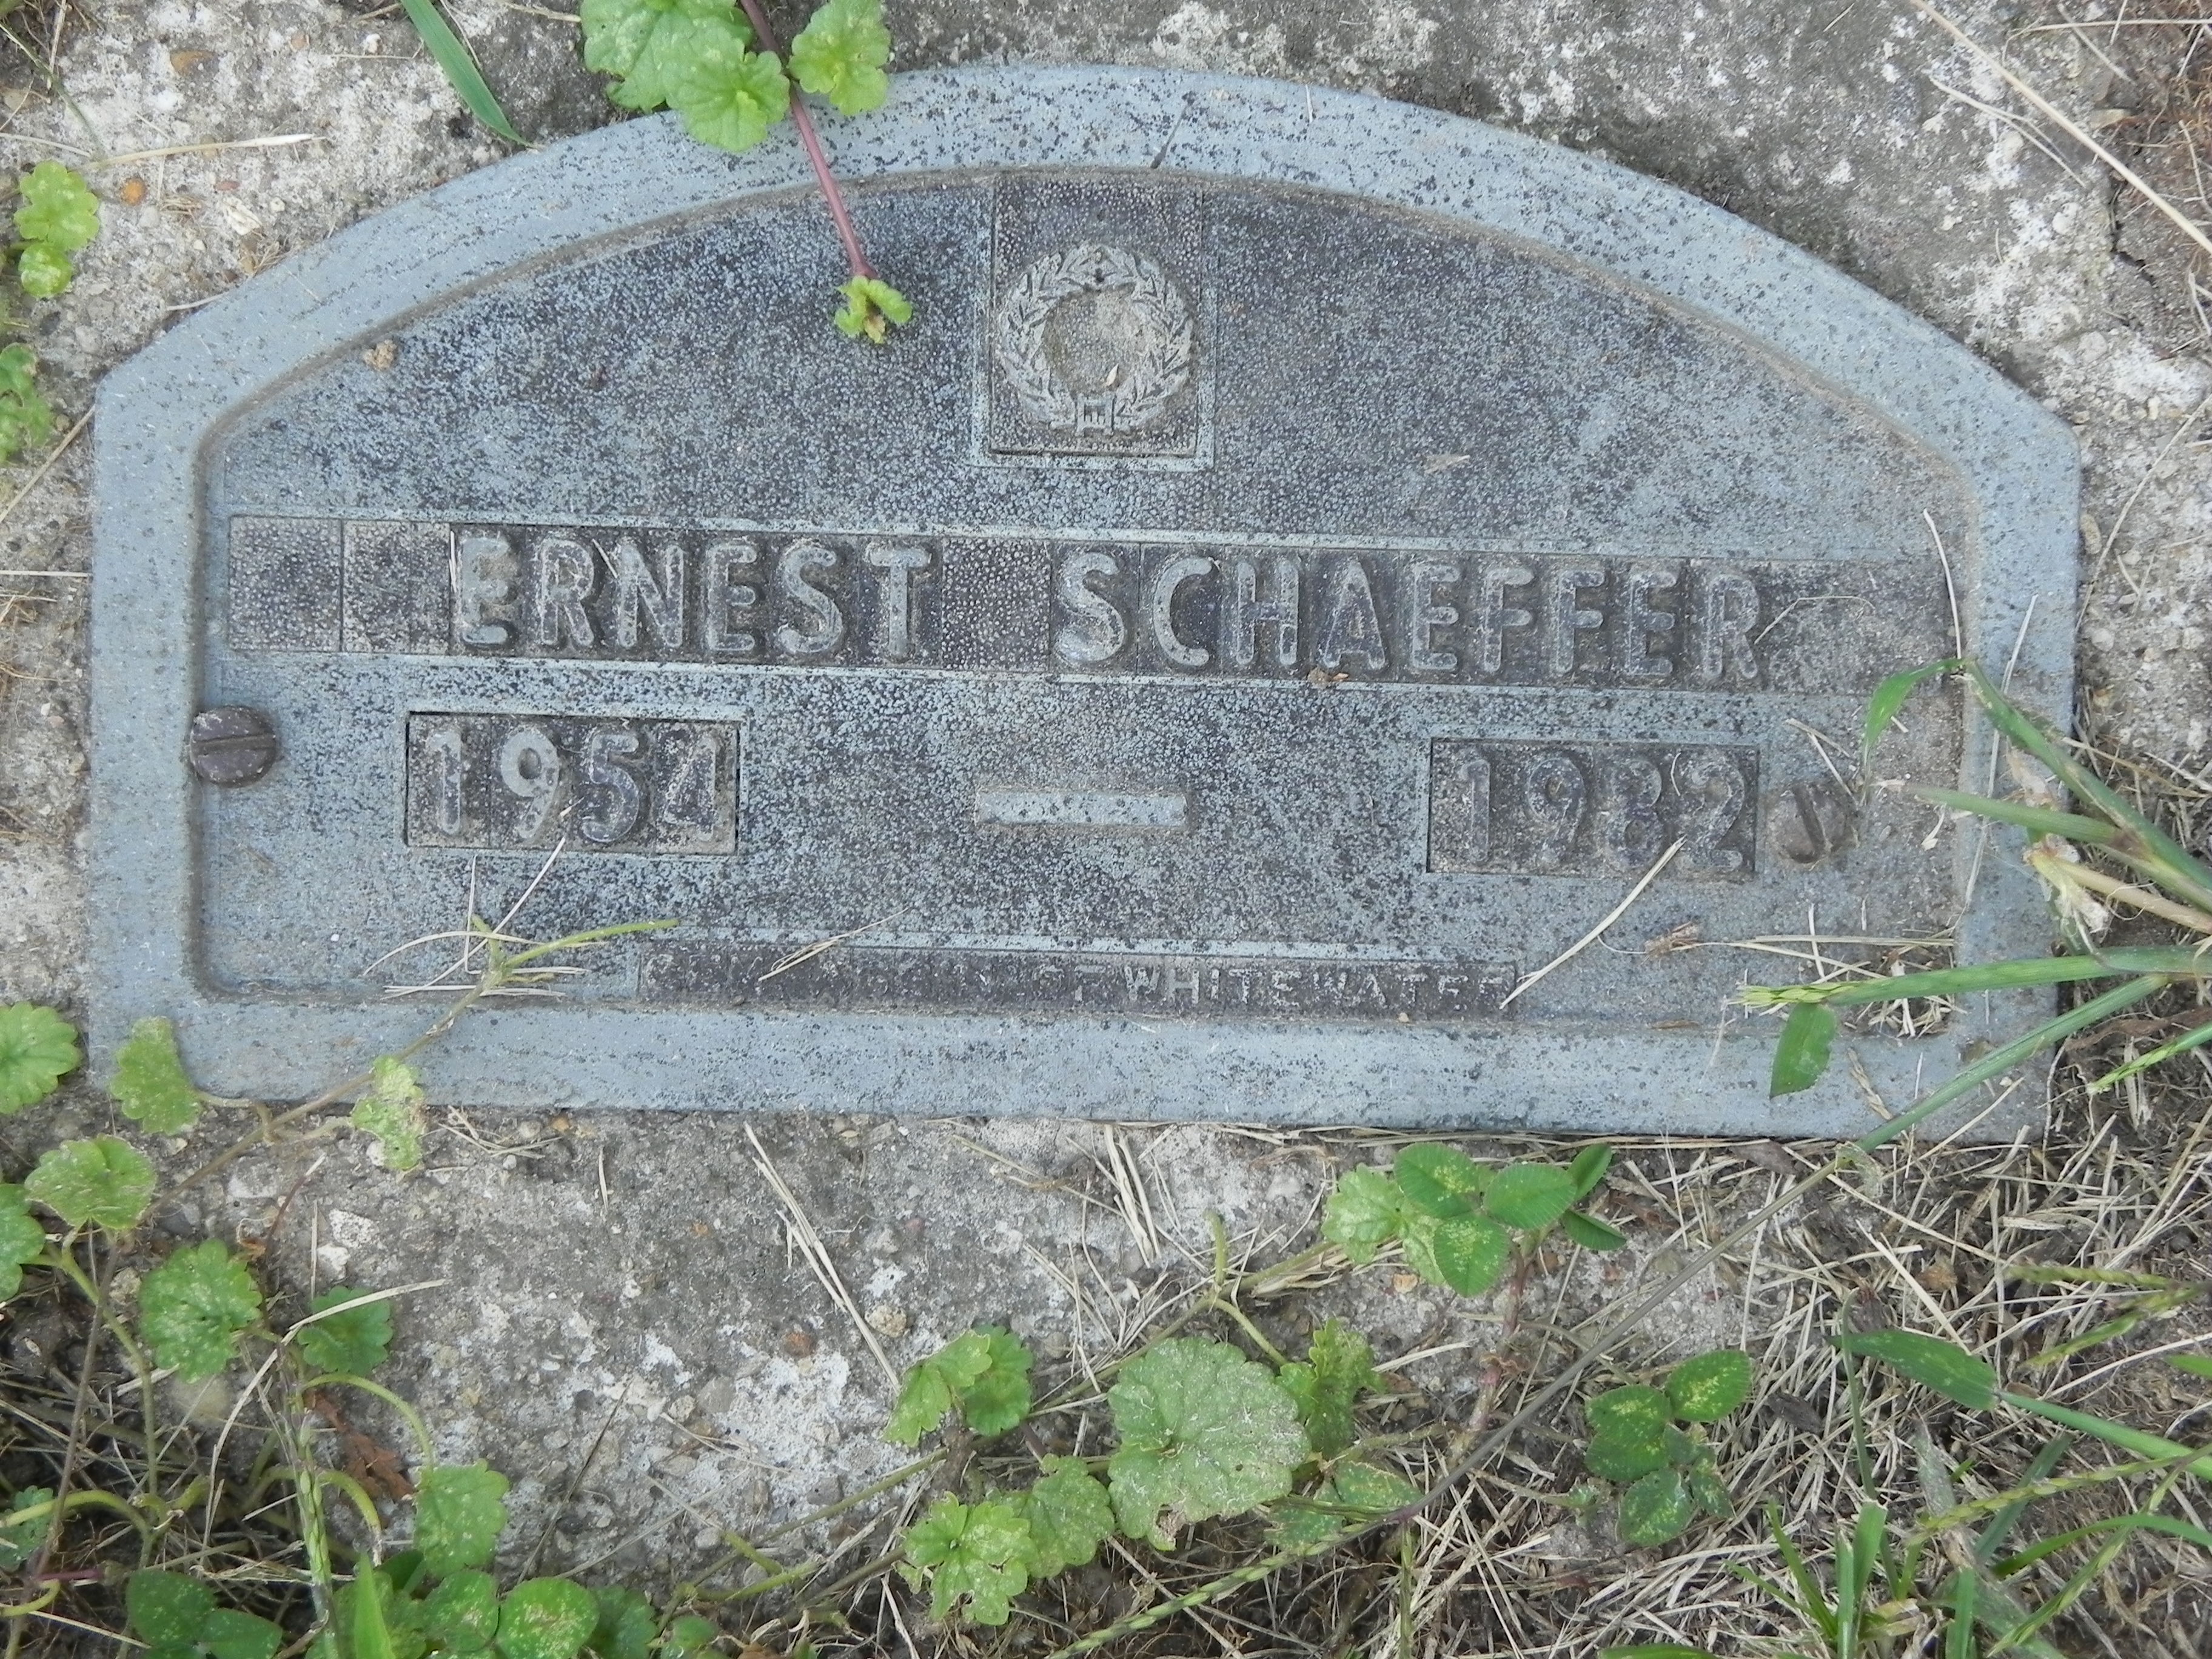 ERNEST SCHAEFFER
1954 — 1982
WHITEWATER